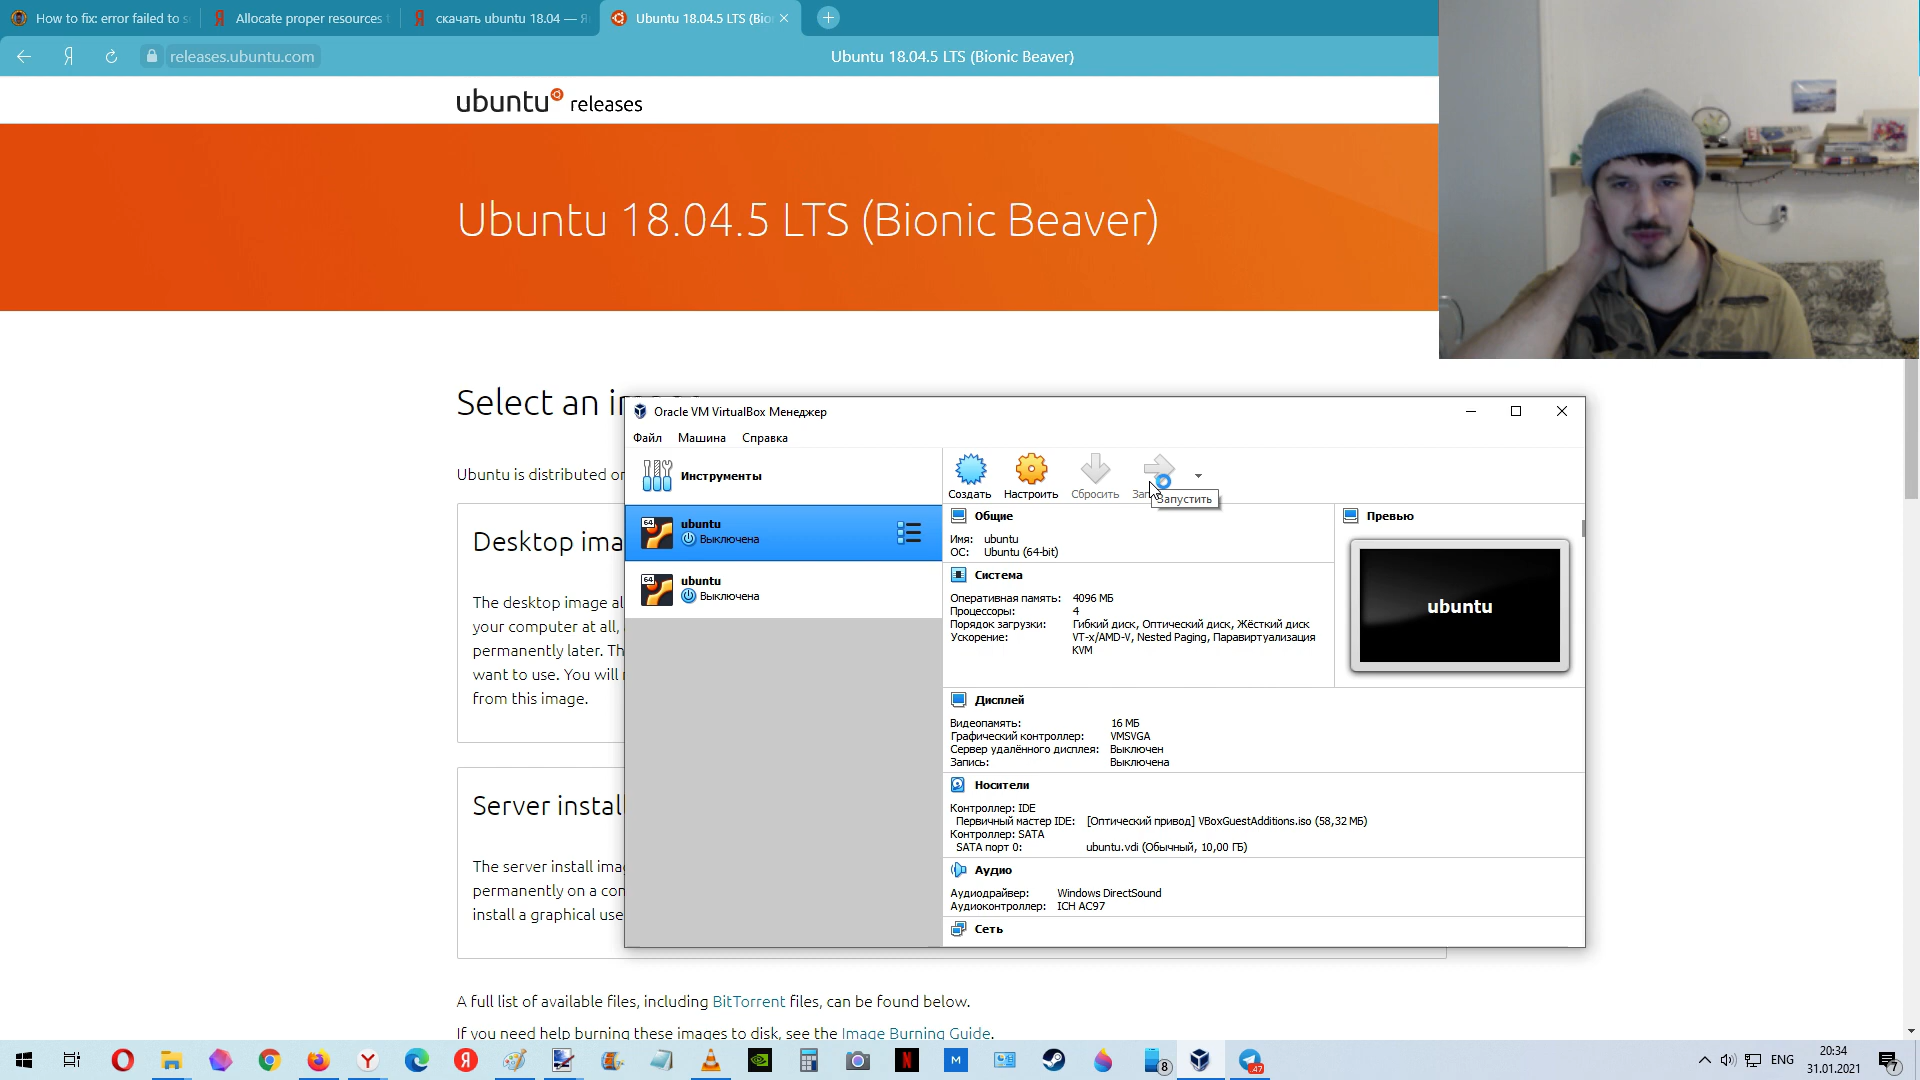 How to fix: error failed to s
Allocate proper resources
скачать ubuntu 18.04 — Я
Ubuntu 18.04.5 LTS (Bio
releases.ubuntu.com
Ubuntu 18.04.5 LTS (Bionic Beaver)
ubuntu releases
Ubuntu 18.04.5 LTS (Bionic Beaver)
Select an
Ubuntu is distributed
Desktop ima
The desktop image al
your computer at all,
permanently later. Th
want to use. You will
from this image.
Server instal
The server install
permanently on a
install a graphical
A full list of available files, including BitTorrent files, can be found below.
If you need help burning these images to disk, see the Image Burning Guide.
Oracle VM VirtualBox Менеджер
Файл Машина Справка
Инструменты
64 ubuntu
Выключена
64 ubuntu
Выключена
Создать Настроить Сбросить
Запустить
Общие
Имя: ubuntu
ОС: Ubuntu (64-bit)
Система
Оперативная память: 4096 МБ
Процессоры: 4
Порядок загрузки: Гибкий диск, Оптический диск, Жёсткий диск
Ускорение: VT-x/AMD-V, Nested Paging, Паравиртуализация
KVM
Превью
ubuntu
Дисплей
Видеопамять: 16 МБ
Графический контроллер: VMSVGA
Сервер удалённого дисплея: Выключен
Запись: Выключена
Носители
Контроллер: IDE
Первичный мастер IDE: [Оптический привод] VBoxGuestAdditions.iso (58,32 МБ)
Контроллер: SATA
SATA порт 0: ubuntu.vdi (Обычный, 10,00 ГБ)
Аудио
Аудиодрайвер: Windows DirectSound
Аудиоконтроллер: ICH AC97
Сеть
ENG
20:34
31.01.2021
7
8
47